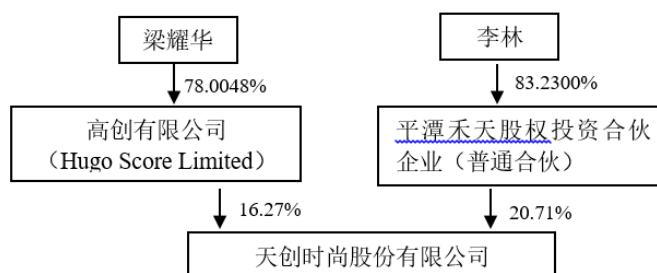 梁耀华
李林
78.0048%
83.2300%
高创有限公司
（Hugo Score Limited）
平潭禾天股权投资合伙
企业（普通合伙）
16.27%
20.71%
天创时尚股份有限公司